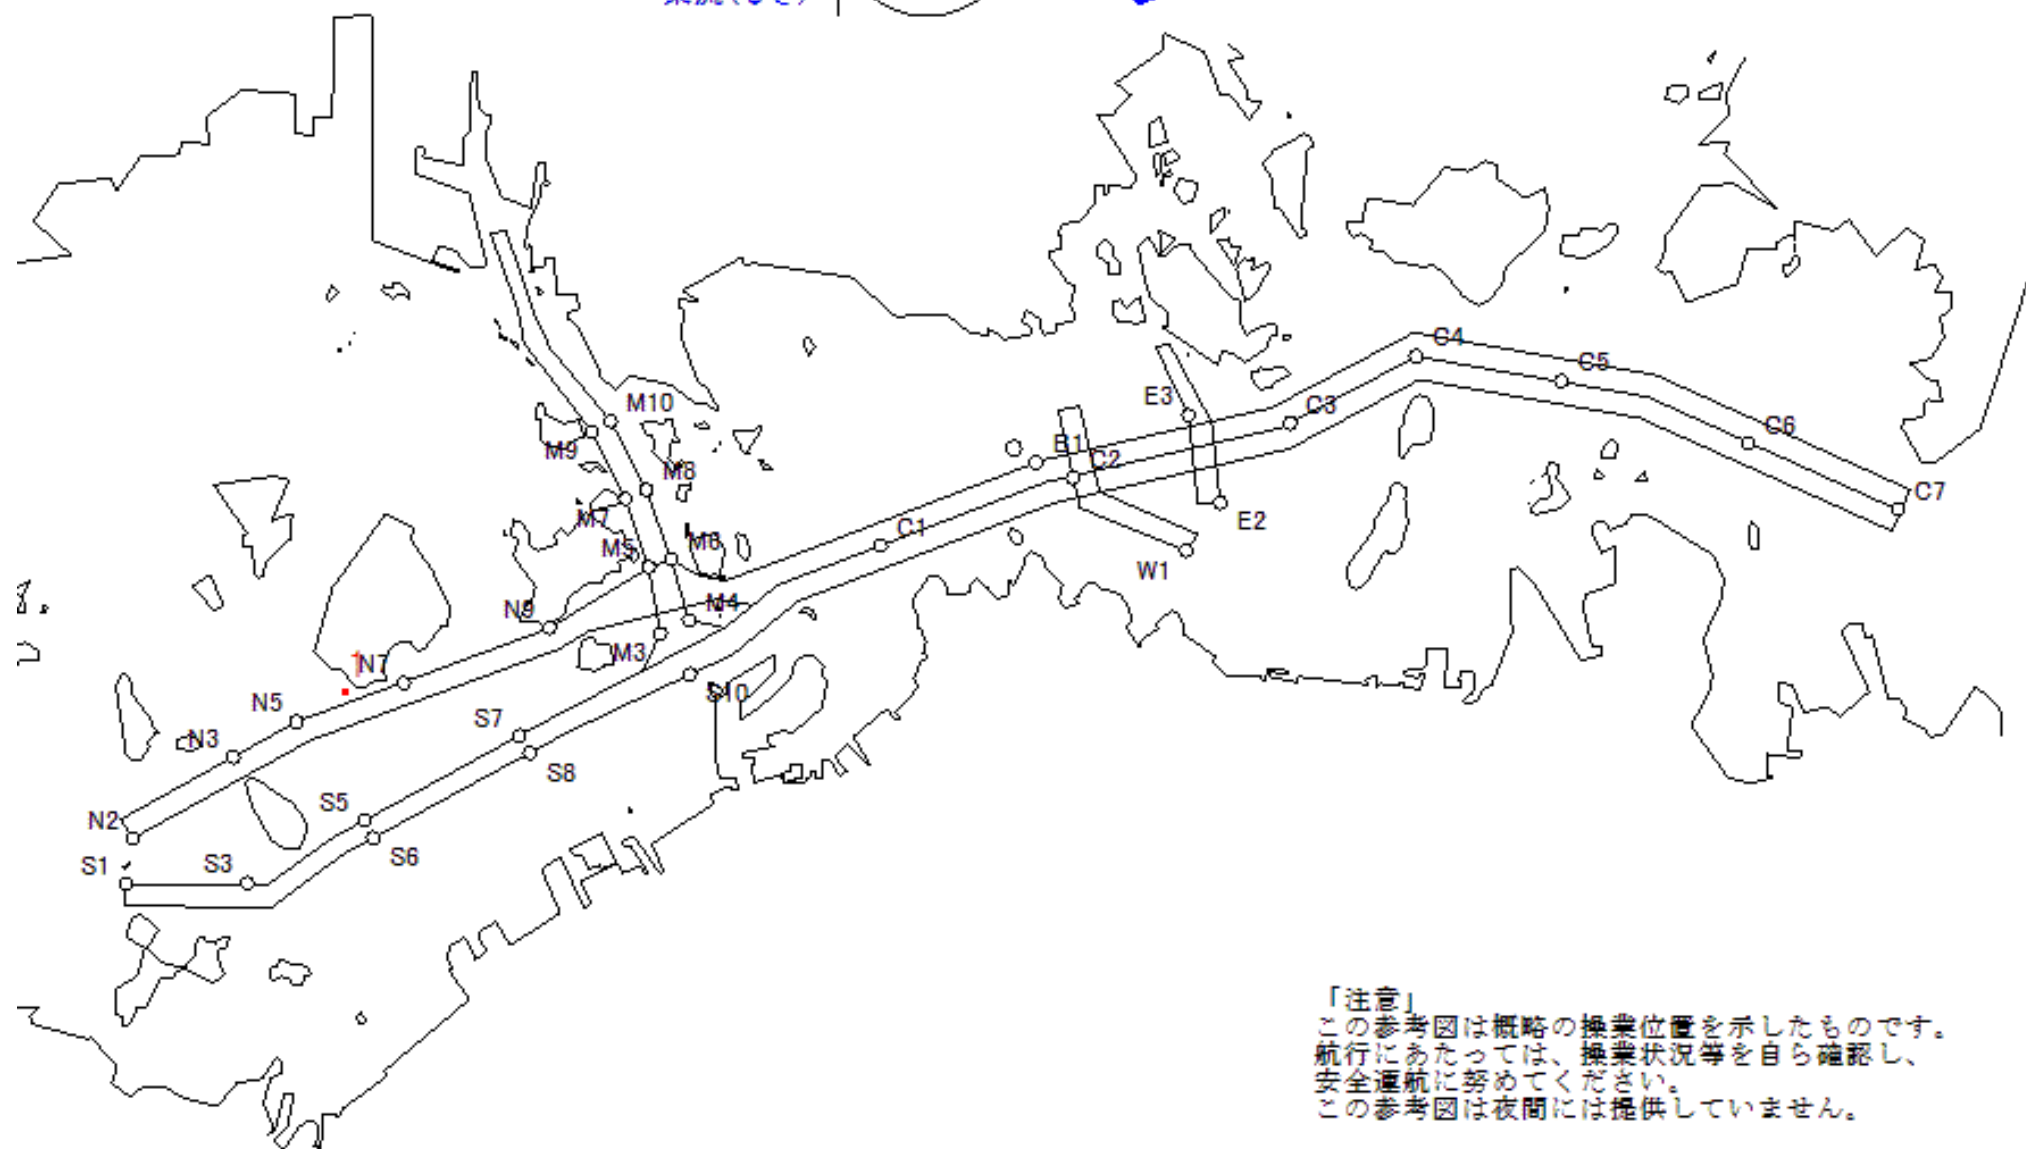 C4
C5
M10
E3
C3
C6
M9
B1
C2
M8
C7
M7
E2
C1
M5
M6
W1
N9
M4
M3
1
N7
S10
N5
S7
N3
S8
S5
N2
S6
S1
S3
「注意」
この参考図は概略の操業位置を示したものです。
航行にあたっては、操業状況等を自ら確認し、
安全運航に努めてください。
この参考図は夜間には提供していません。